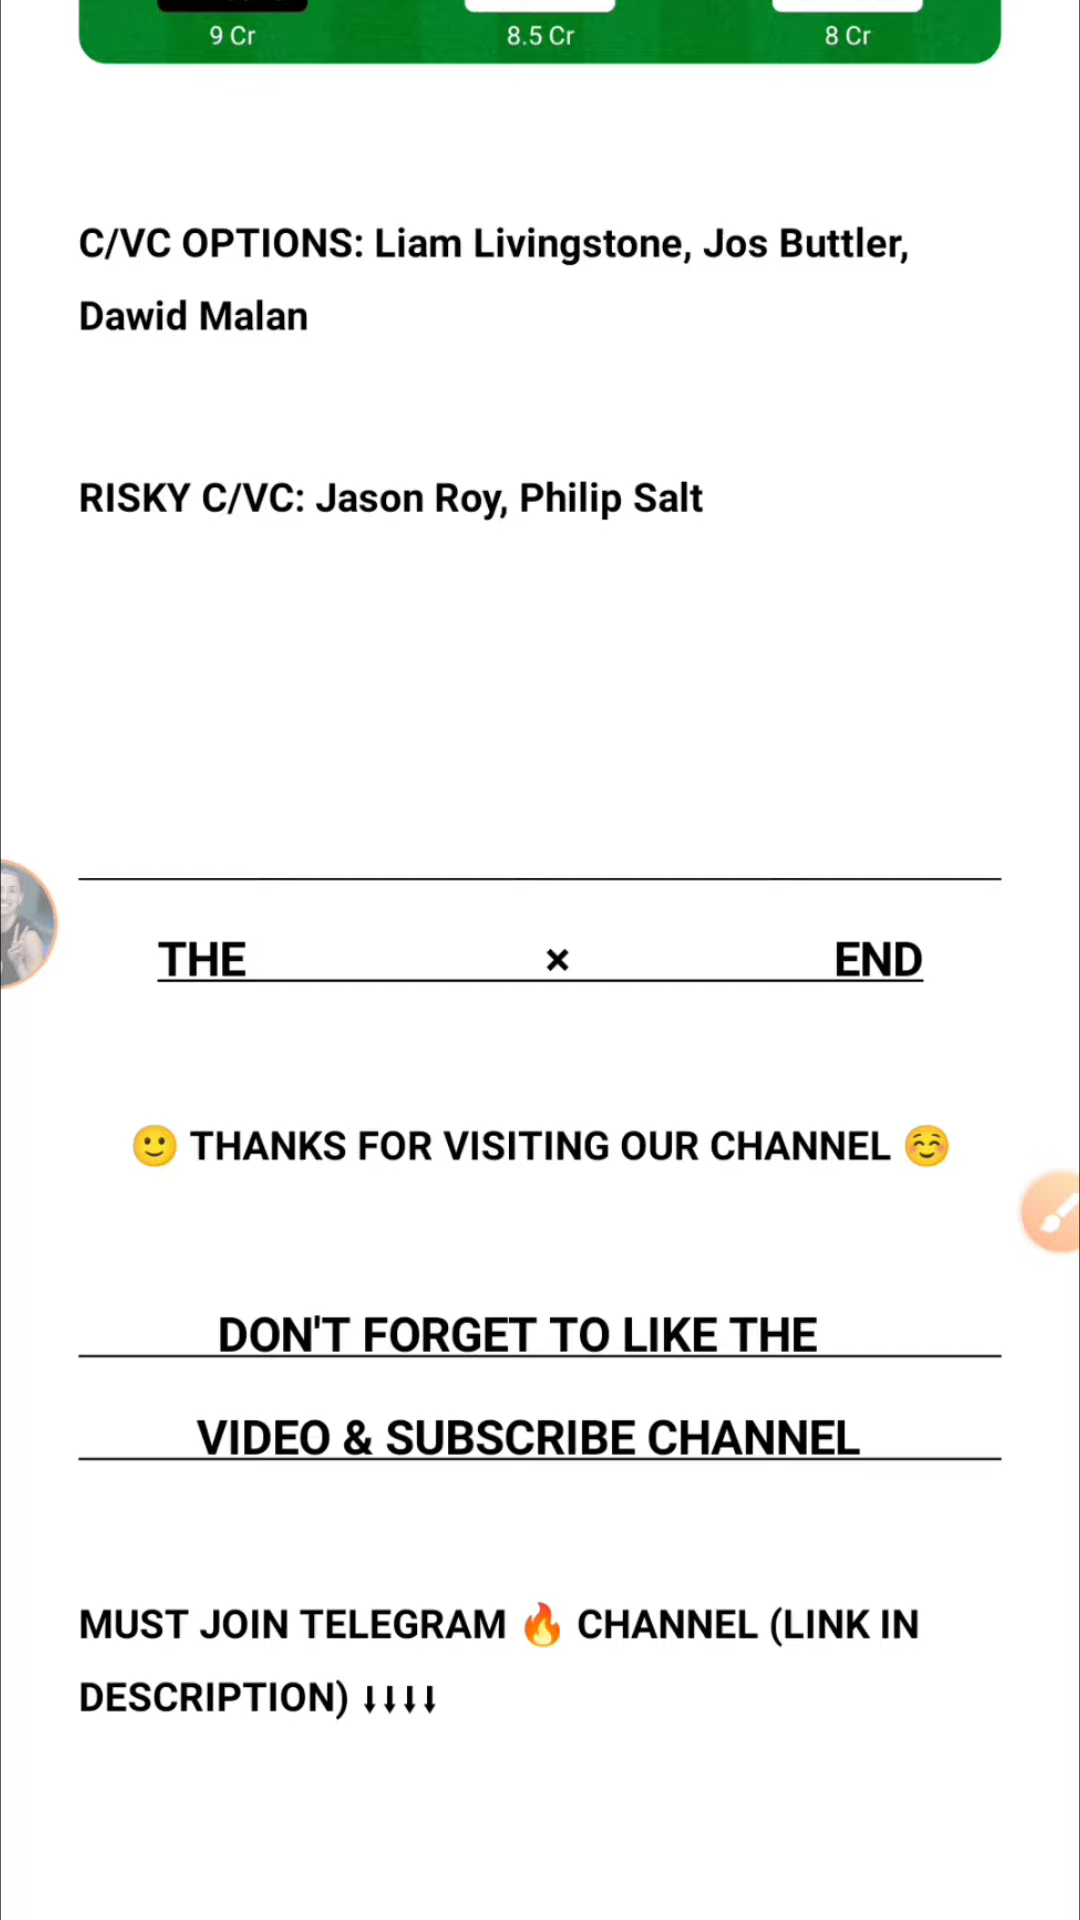 9 Cr 8.5 Cr 8 Cr
C/VC OPTIONS: Liam Livingstone, Jos Buttler,
Dawid Malan
RISKY C/VC: Jason Roy, Philip Salt
THE × END
🙂 THANKS FOR VISITING OUR CHANNEL ☺️
DON'T FORGET TO LIKE THE
VIDEO & SUBSCRIBE CHANNEL
MUST JOIN TELEGRAM 🔥 CHANNEL (LINK IN
DESCRIPTION) ⬇⬇⬇⬇